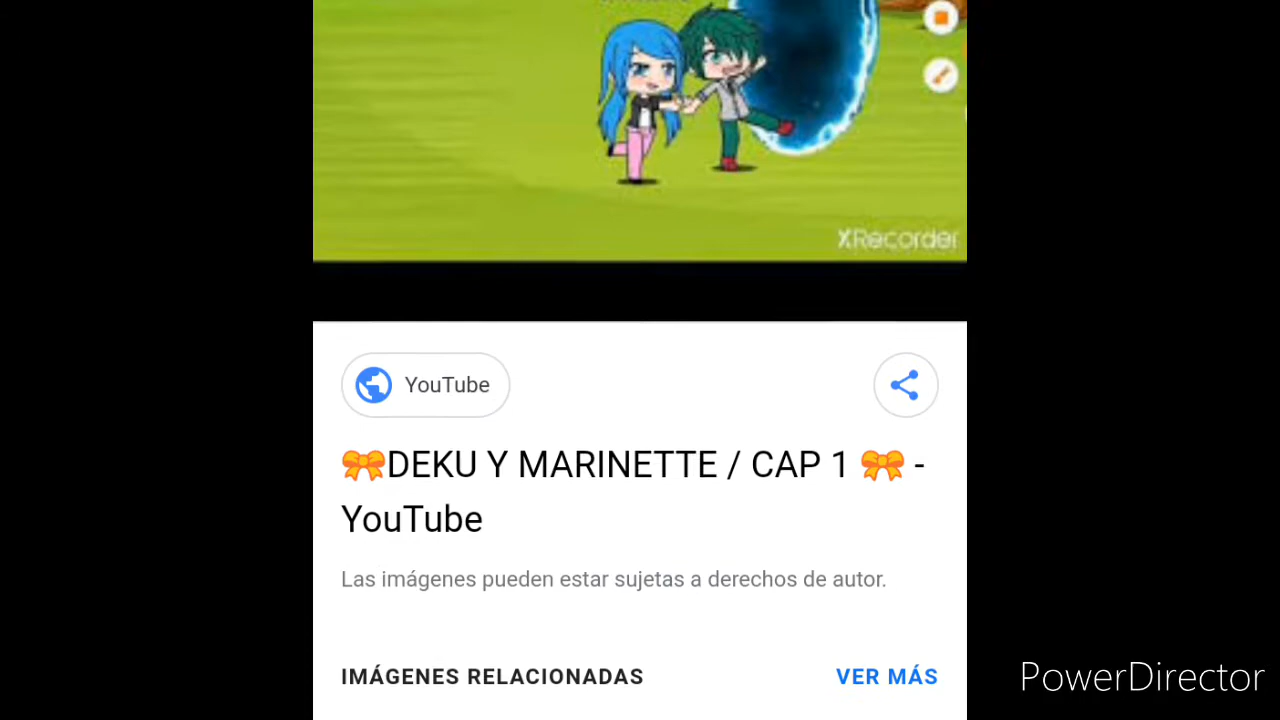 XRecorder
YouTube
🎀DEKU Y MARINETTE / CAP 1 🎀 -
YouTube
Las imágenes pueden estar sujetas a derechos de autor.
IMÁGENES RELACIONADAS
VER MÁS
PowerDirector